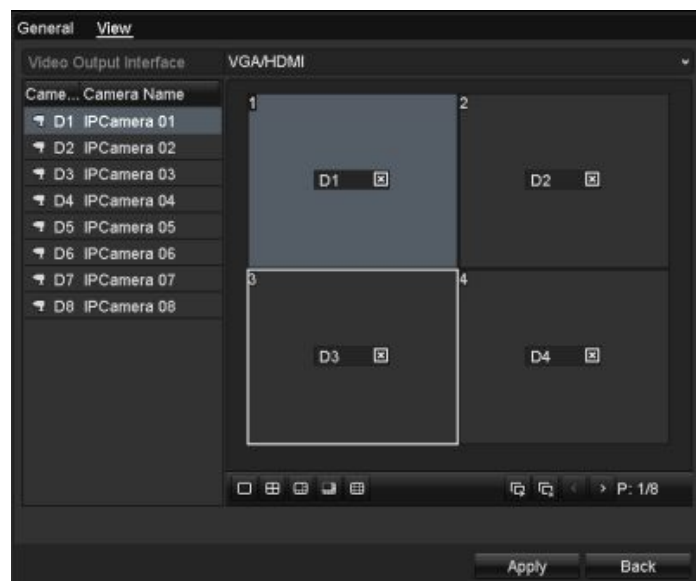 General View
Video Output Interface VGA/HDMI
Came... Camera Name
D1 IPCamera 01
D2 IPCamera 02
D3 IPCamera 03
D4 IPCamera 04
D5 IPCamera 05
D6 IPCamera 06
D7 IPCamera 07
D8 IPCamera 08
1 2
D1 D2
3 4
D3 D4
P: 1/8
Apply Back